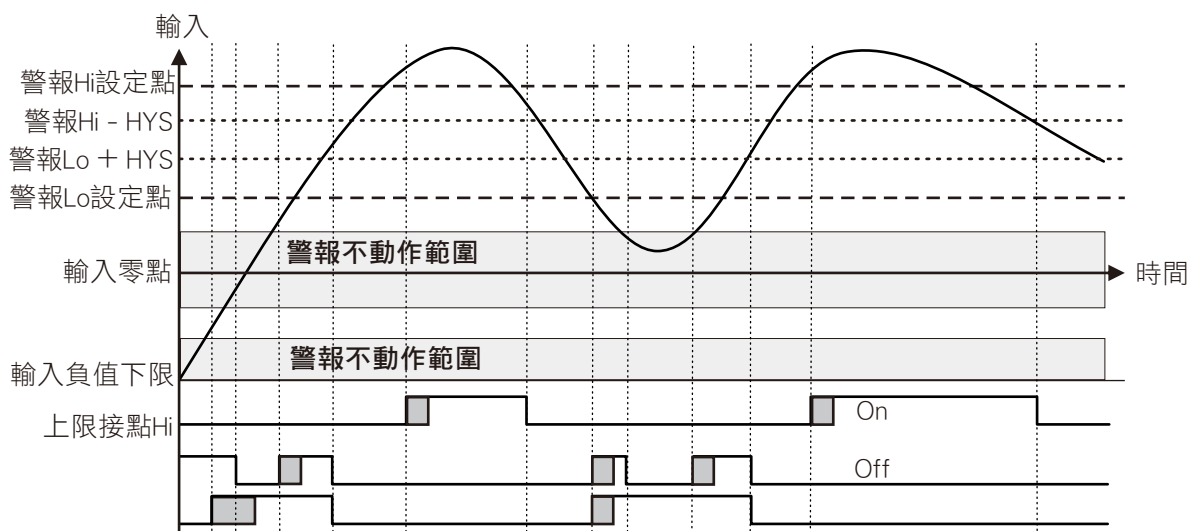 輸入
警報Hi設定點
警報Hi - HYS
警報Lo + HYS
警報Lo設定點
警報不動作範圍
輸入零點
時間
警報不動作範圍
輸入負值下限
上限接點Hi
On
Off